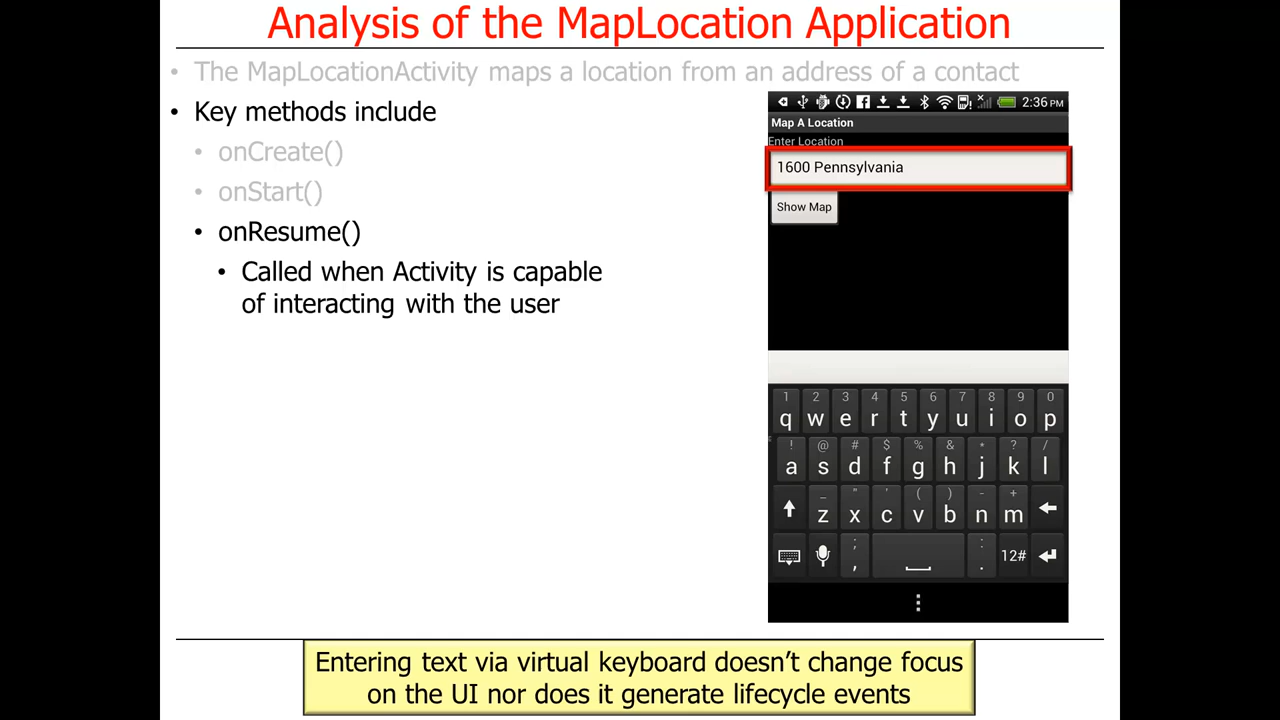 Analysis of the MapLocation Application
• The MapLocationActivity maps a location from an address of a contact
• Key methods include
• onCreate()
• onStart()
• onResume()
• Called when Activity is capable
of interacting with the user
2:36 PM
Map A Location
Enter Location
1600 Pennsylvania
Show Map
1 2 3 4 5 6 7 8 9 0
q w e r t y u i o p
! @ # $ % & * ? /
a s d f g h j k l
_ " ' ( ) - +
z x c v b n m
; :
, . 12#
Entering text via virtual keyboard doesn't change focus
on the UI nor does it generate lifecycle events